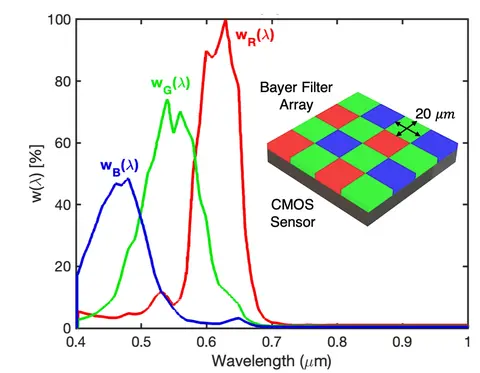 100
80
60
40
20
0
w(λ) [%]
w_R(λ)
w_G(λ)
w_B(λ)
Bayer Filter
Array
20 μm
CMOS
Sensor
0.4 0.5 0.6 0.7 0.8 0.9 1
Wavelength (μm)